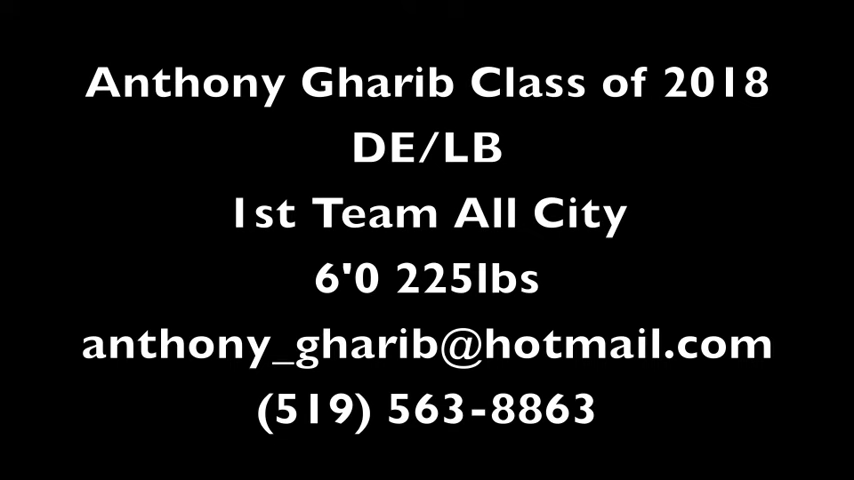 Anthony Gharib Class of 2018
DE/LB
1st Team All City
6'0 225lbs
anthony_gharib@hotmail.com
(519) 563-8863